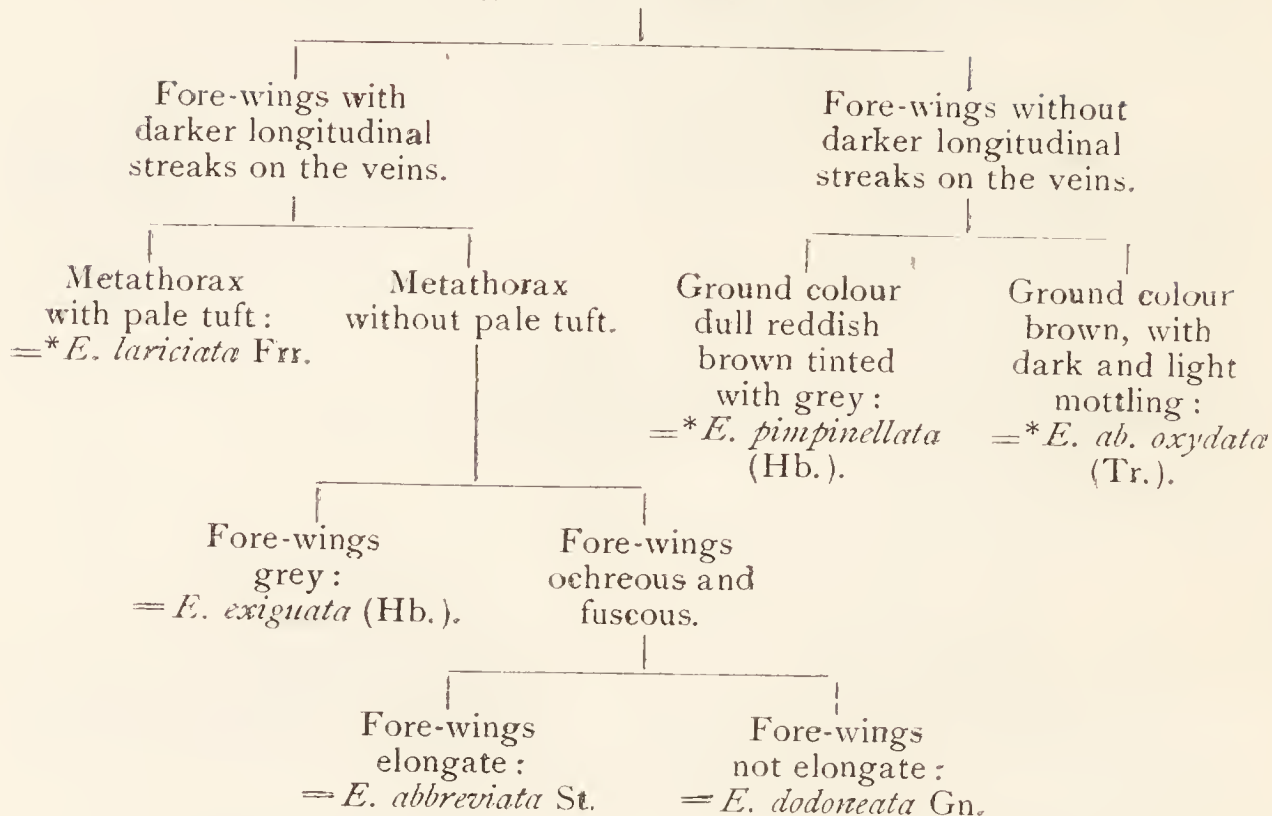 Fore-wings with
darker longitudinal
streaks on the veins.
Fore-wings without
darker longitudinal
streaks on the veins.
Metathorax
with pale tuft :
=*E. lariciata Frr.
Metathorax
without pale tuft.
Ground colour
dull reddish
brown tinted
with grey :
=*E. pimpinellata
(Hb.).
Ground colour
brown, with
dark and light
mottling :
=*E. ab. oxydata
(Tr.).
Fore-wings
grey :
= E. exiguata (Hb.).
Fore-wings
ochreous and
fuscous.
Fore-wings
elongate :
= E. abbreviata St.
Fore-wings
not elongate :
= E. dodoneata Gn.